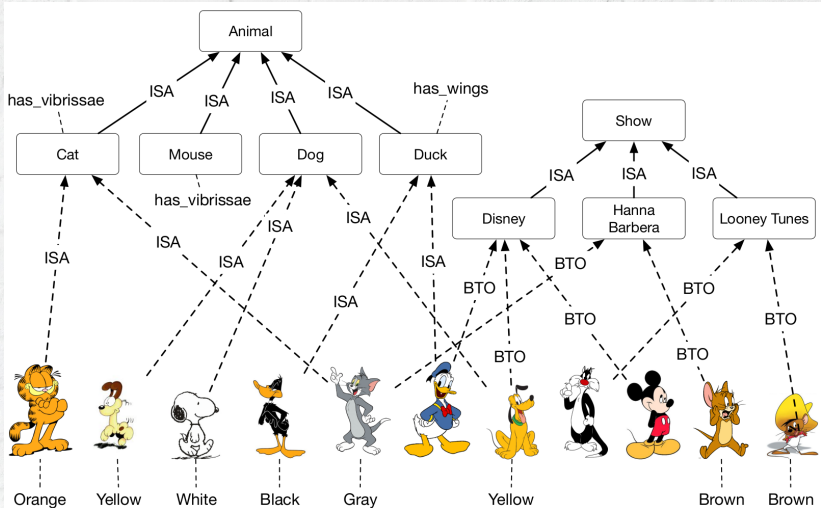 Animal
ISA
ISA
ISA
ISA
has_vibrissae
has_wings
Show
Cat
Mouse
Dog
Duck
ISA
ISA
ISA
has_vibrissae
Disney
Hanna
Barbera
Looney Tunes
ISA
ISA
ISA
ISA
ISA
ISA
BTO
BTO
BTO
BTO
BTO
BTO
BTO
Orange
Yellow
White
Black
Gray
Yellow
Brown
Brown